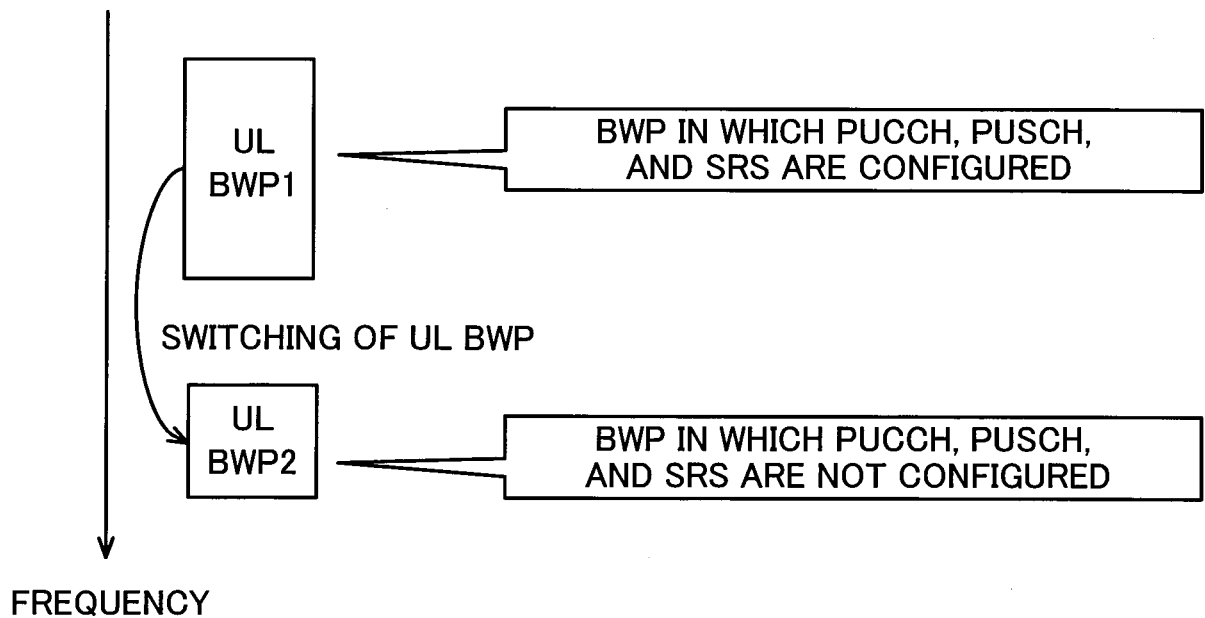 UL
BWP1
BWP IN WHICH PUCCH, PUSCH,
AND SRS ARE CONFIGURED
SWITCHING OF UL BWP
UL
BWP2
BWP IN WHICH PUCCH, PUSCH,
AND SRS ARE NOT CONFIGURED
FREQUENCY